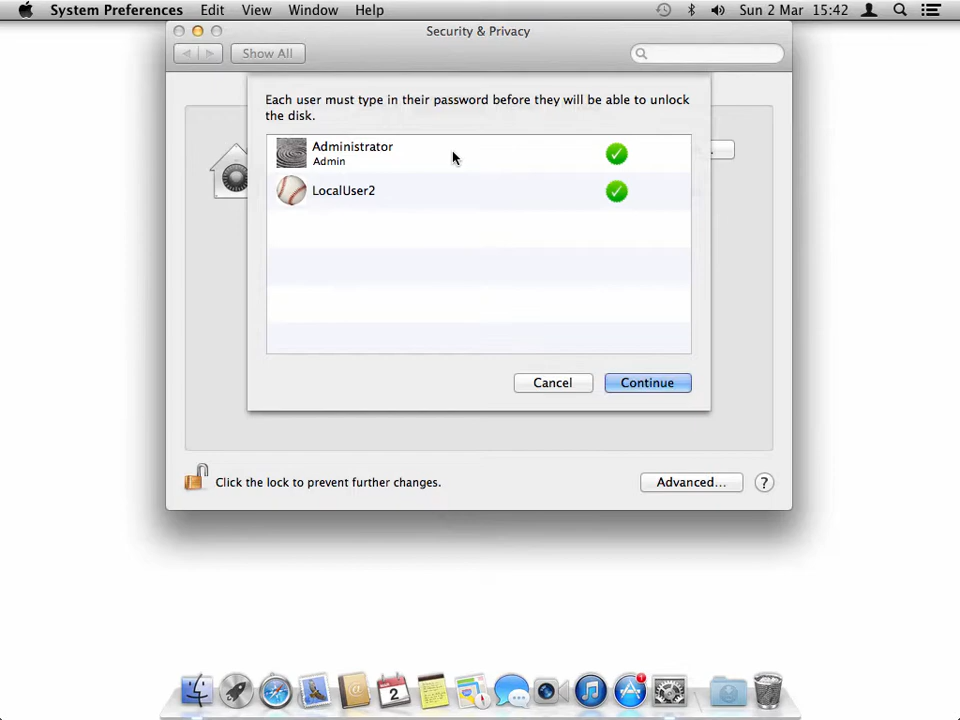 System Preferences Edit View Window Help Sun 2 Mar 15:42
Security & Privacy
Show All
Each user must type in their password before they will be able to unlock
the disk.
Administrator
Admin
LocalUser2
Cancel Continue
Click the lock to prevent further changes.
Advanced... ?
2
1